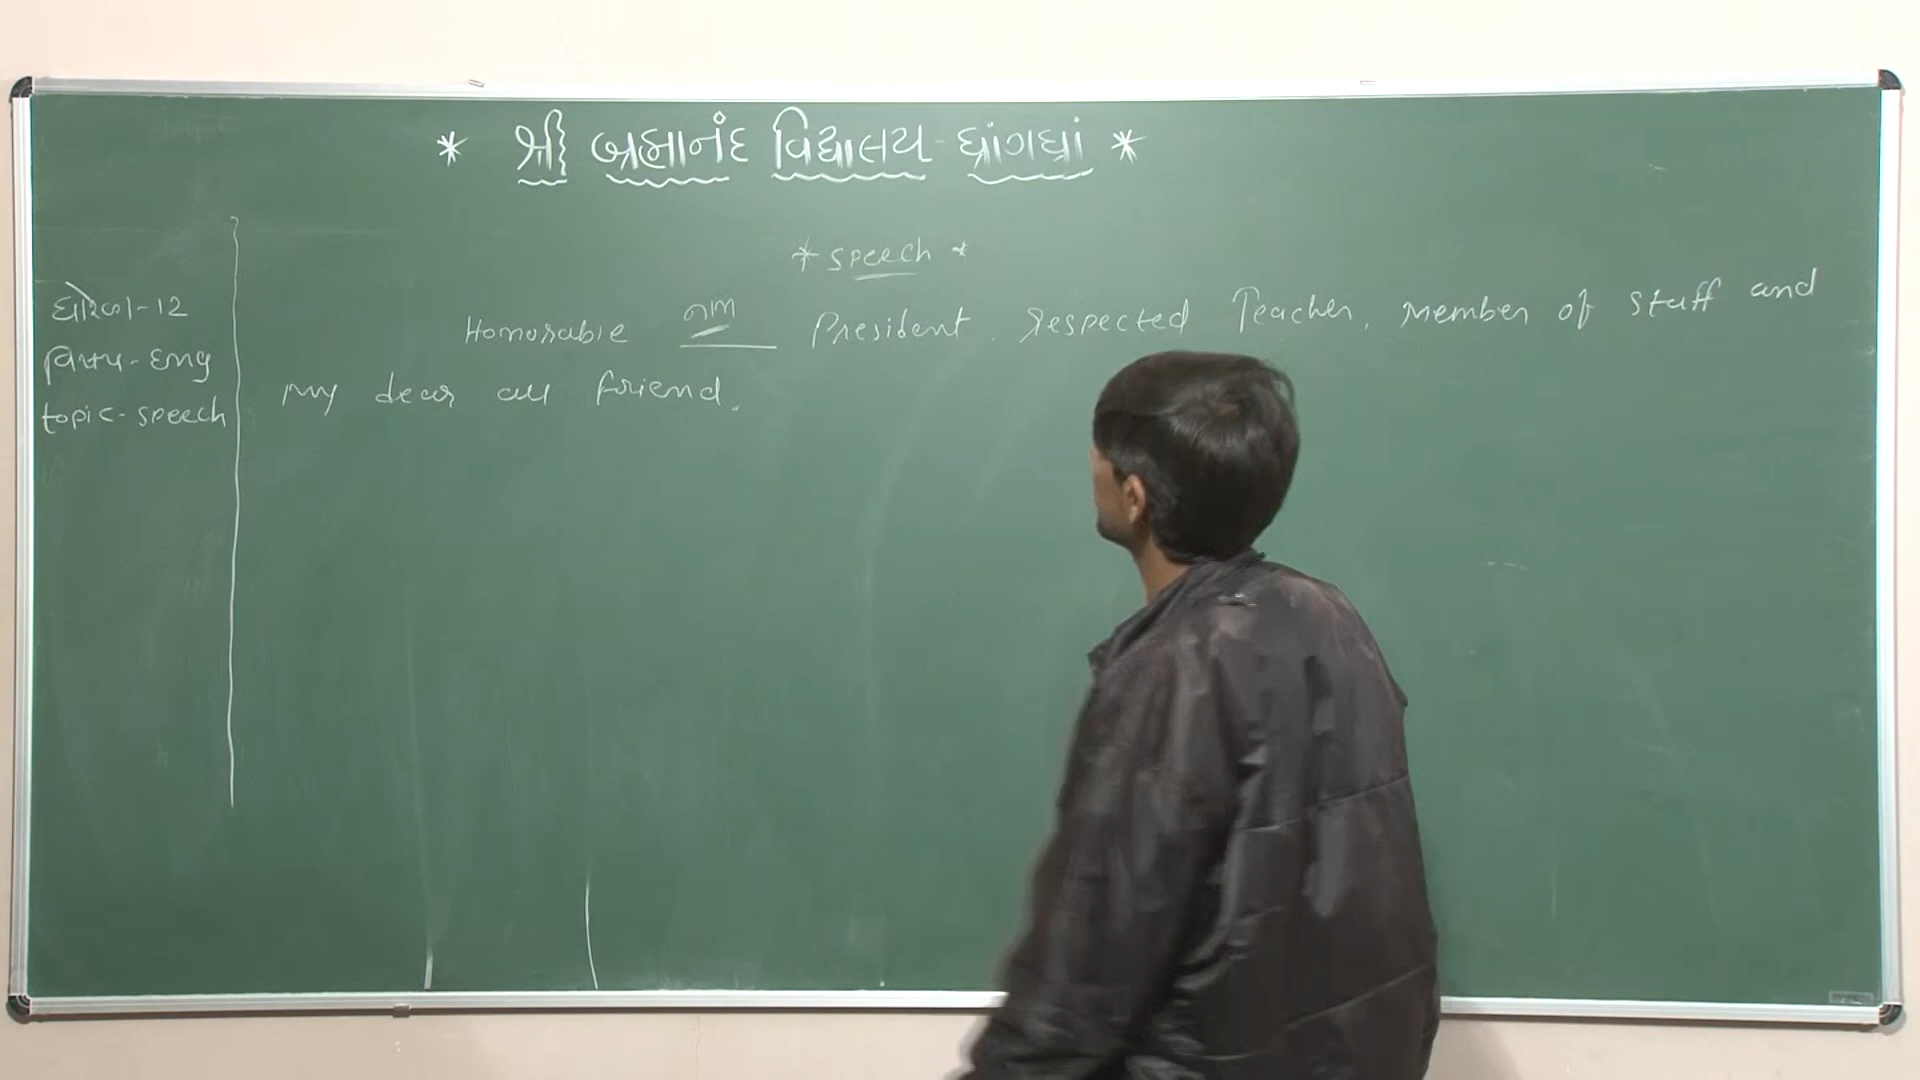 * શ્રી બ્રહ્માનંદ વિદ્યાલય - ધ્રાંગધ્રાં *
* speech *
ધોરણ-12
વિષય-Eng
topic-speech
Honorable નામ President. respected Teacher, member of staff and
my dear all friend.